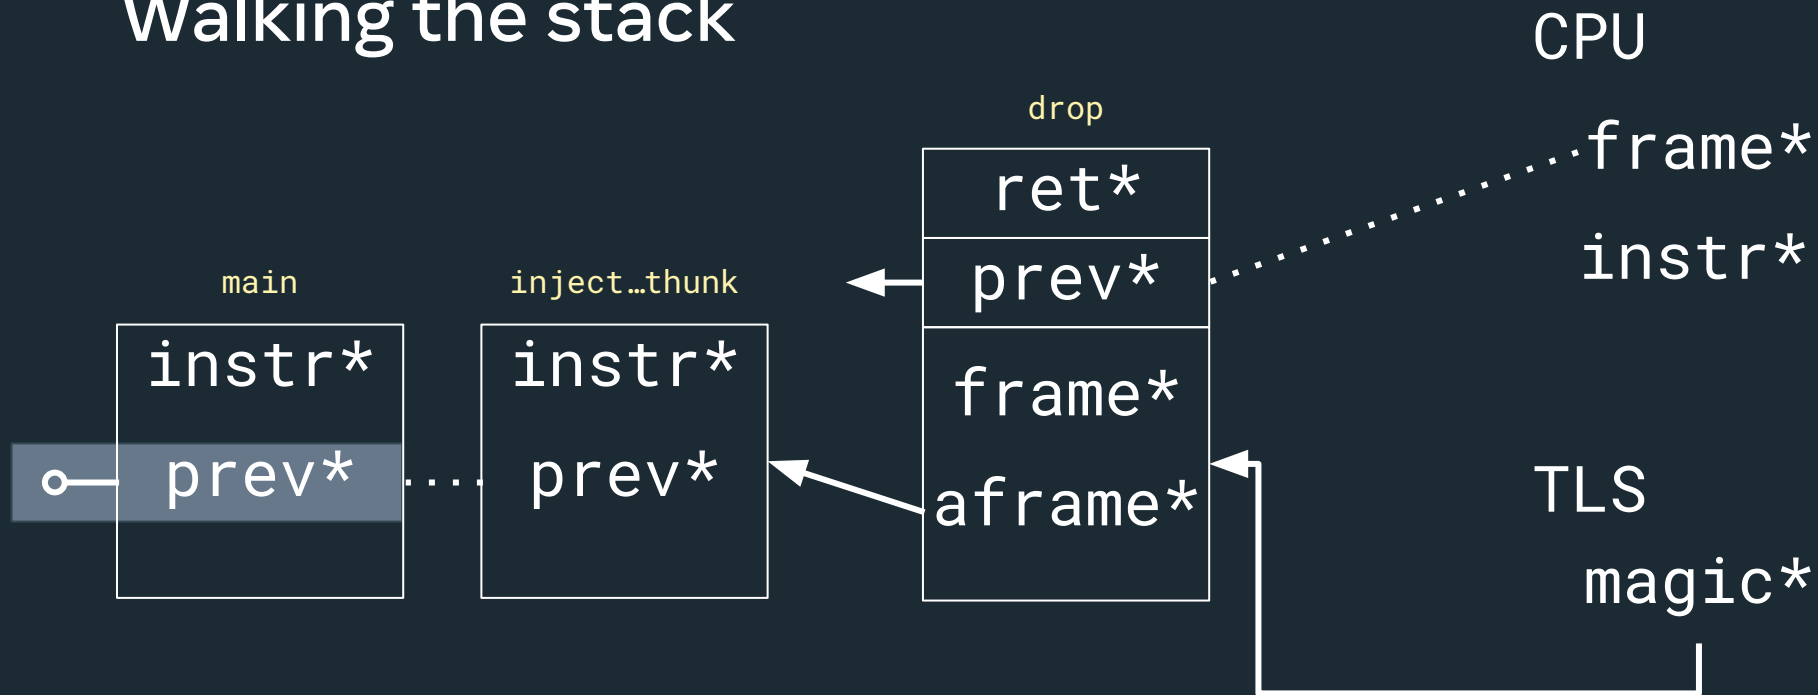 Walking the stack
CPU
drop
frame*
ret*
instr*
prev*
main
inject…thunk
instr*
instr*
frame*
prev*
prev*
aframe*
TLS
magic*